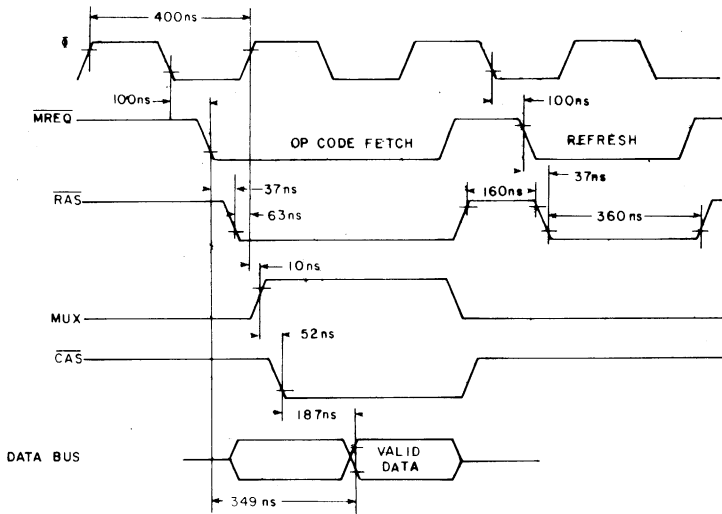 400ns
Φ
100ns
100ns
MREQ
OP CODE FETCH
REFRESH
37ns
37ns
RAS
160ns
63ns
360ns
10ns
MUX
52ns
CAS
187ns
DATA BUS
VALID
DATA
349 ns